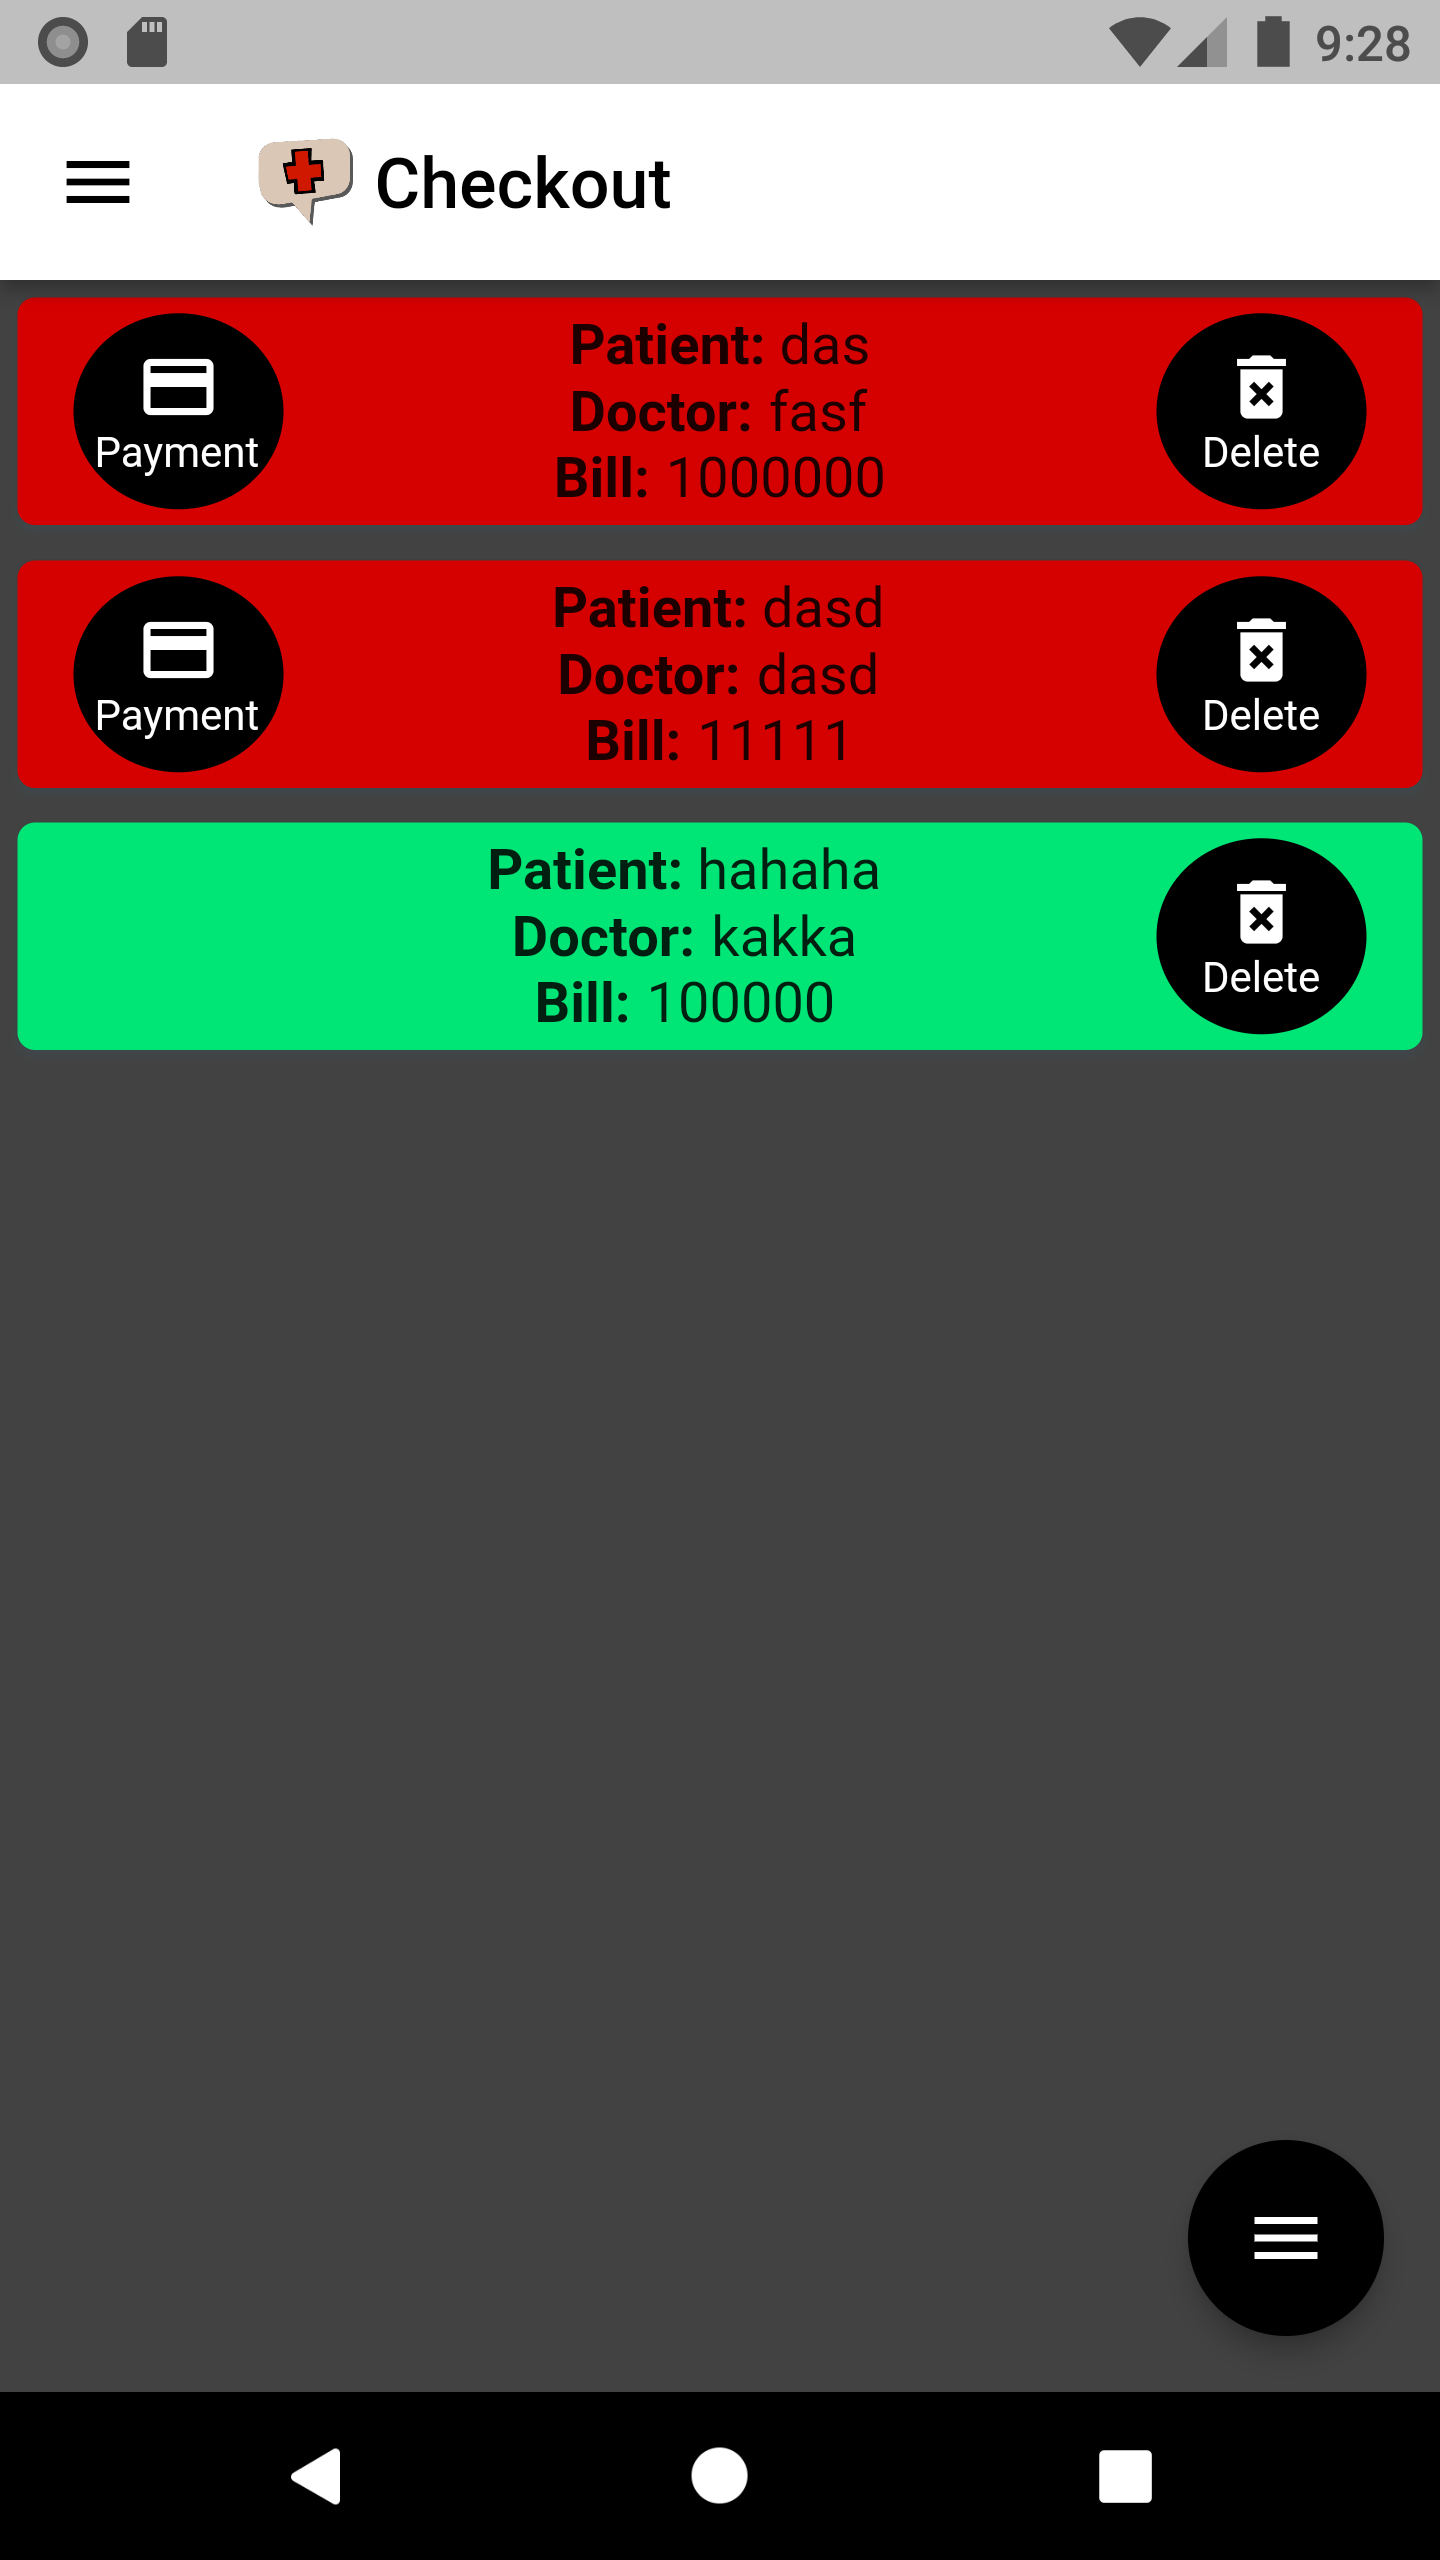 9:28
Checkout
Patient: das
Doctor: fasf
Bill: 1000000
Payment
Delete
Patient: dasd
Doctor: dasd
Bill: 11111
Payment
Delete
Patient: hahaha
Doctor: kakka
Bill: 100000
Delete